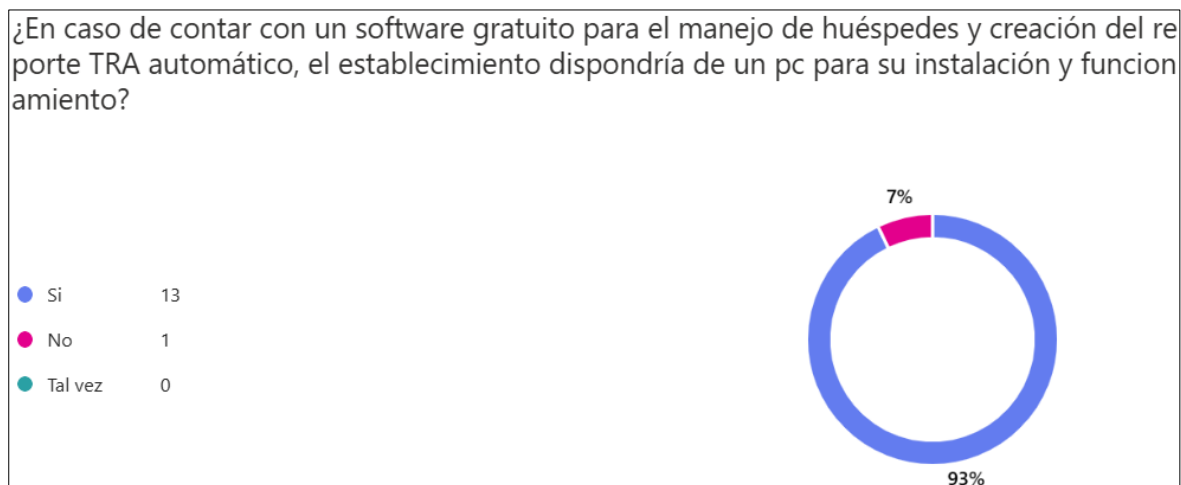 ¿En caso de contar con un software gratuito para el manejo de huéspedes y creación del re
porte TRA automático, el establecimiento dispondría de un pc para su instalación y funcion
amiento?
7%
Si 13
No 1
Tal vez 0
93%